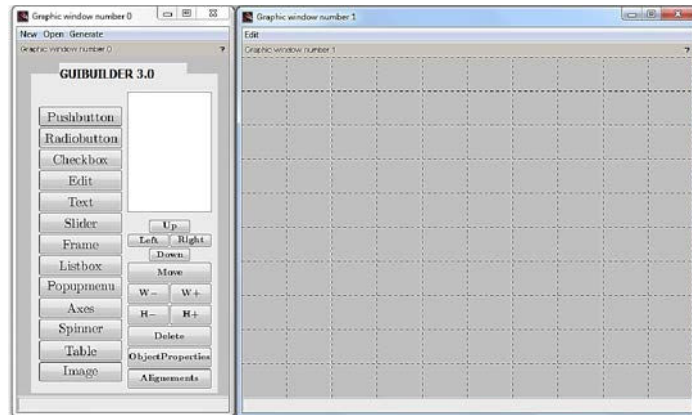 Graphic window number 0
New Open Generate
Graphic window number 0 ?
GUIBUILDER 3.0
Pushbutton
Radiobutton
Checkbox
Edit
Text
Slider
Frame
Listbox
Popupmenu
Axes
Spinner
Table
Image
Up
Left Right
Down
Move
W- W+
H- H+
Delete
ObjectProperties
Alignements
Graphic window number 1
Edit
Graphic window number 1 ?